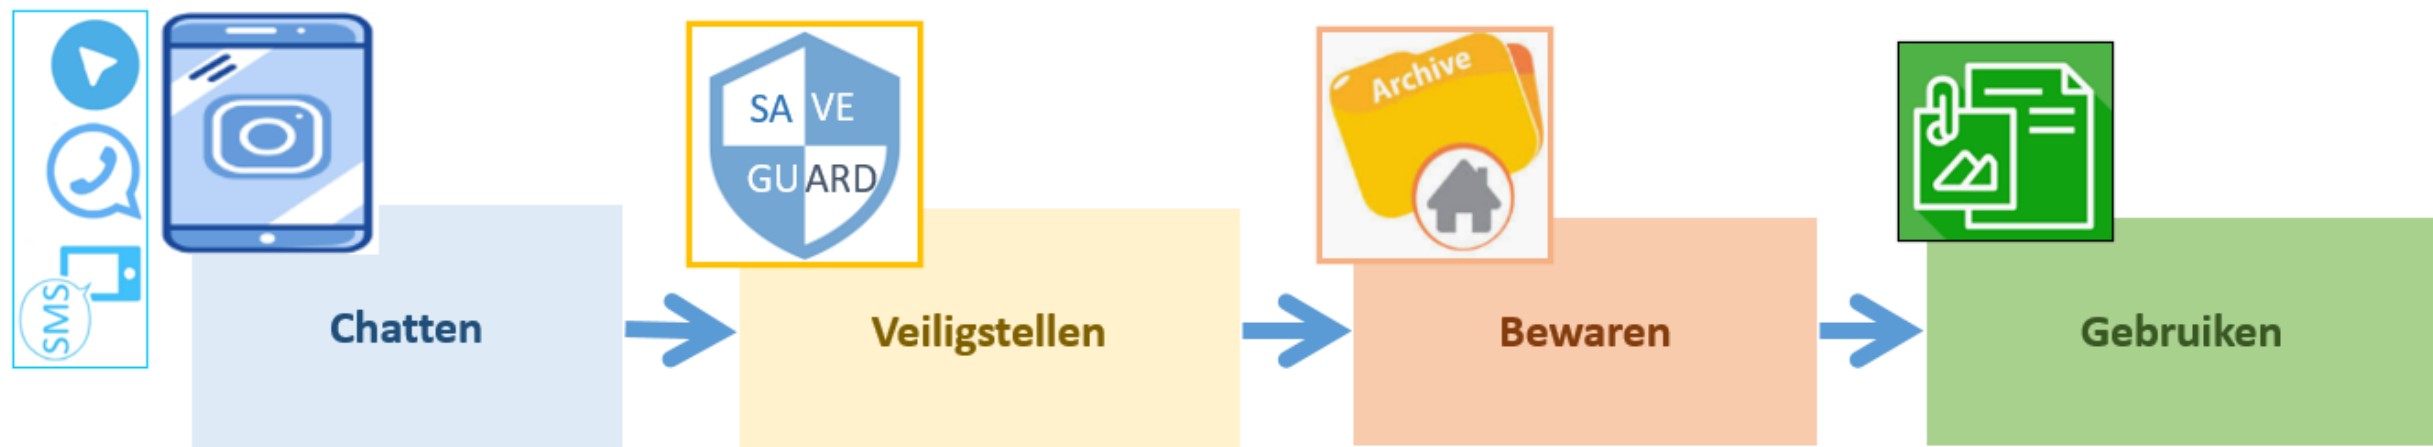 SMS
Chatten
SA VE
GU ARD
Veiligstellen
Archive
Bewaren
Gebruiken